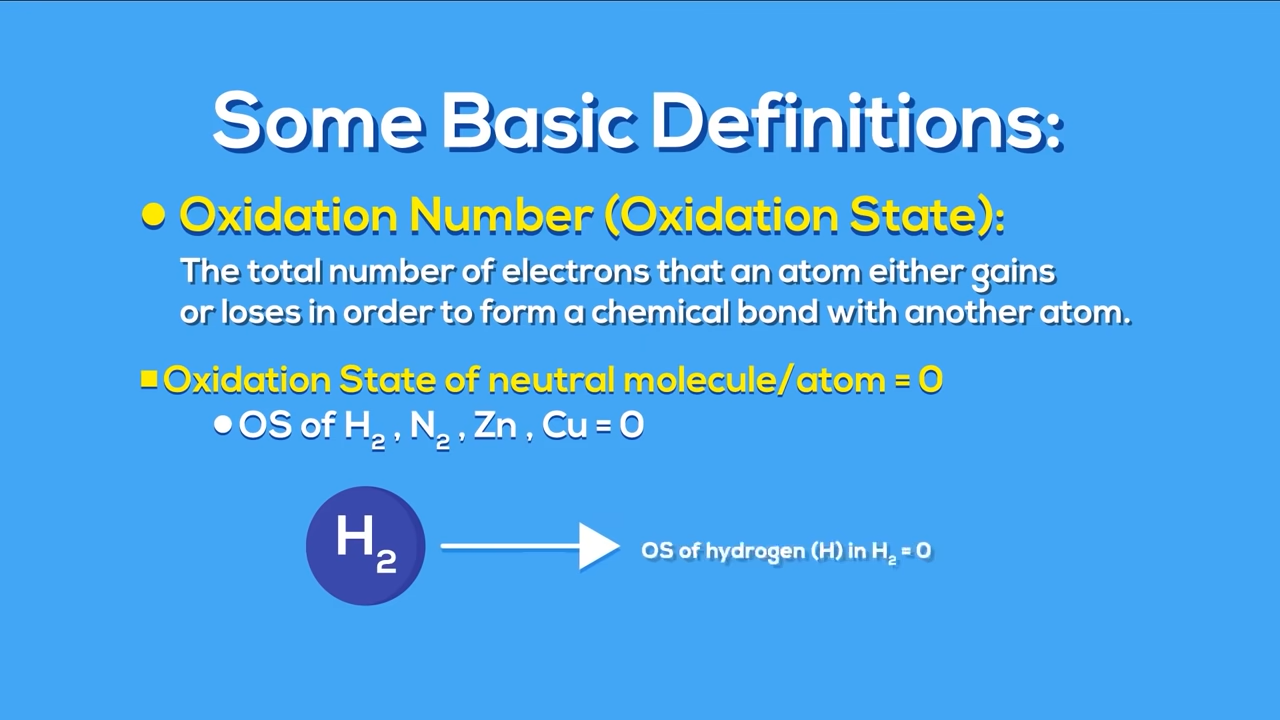 Some Basic Definitions:
● Oxidation Number (Oxidation State):
The total number of electrons that an atom either gains
or loses in order to form a chemical bond with another atom.
■ Oxidation State of neutral molecule/atom = 0
● OS of H₂ , N₂ , Zn , Cu = 0
H₂
OS of hydrogen (H) in H₂ = 0